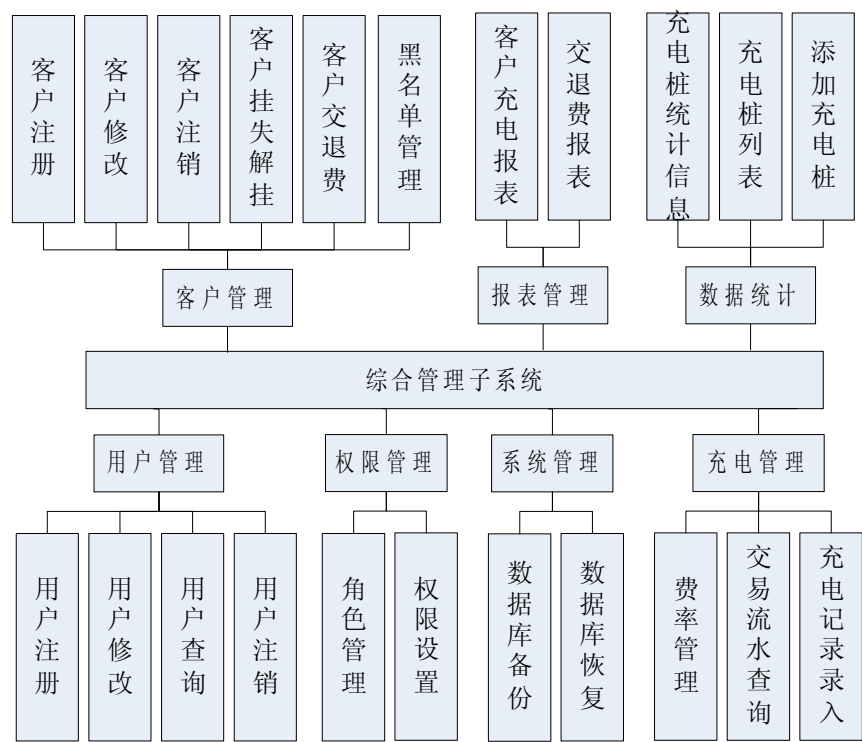 客户注册
客户修改
客户注销
客户挂失解挂
客户交退费
黑名单管理
客户充电报表
交退费报表
充电桩统计信息
充电桩列表
添加充电桩
客户管理
报表管理
数据统计
综合管理子系统
用户管理
权限管理
系统管理
充电管理
用户注册
用户修改
用户查询
用户注销
角色管理
权限设置
数据库备份
数据库恢复
费率管理
交易流水查询
充电记录录入